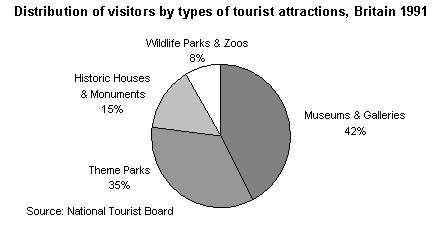 Distribution of visitors by types of tourist attractions, Britain 1991
Wildlife Parks & Zoos
8%
Historic Houses
& Monuments
15%
Museums & Galleries
42%
Theme Parks
35%
Source: National Tourist Board